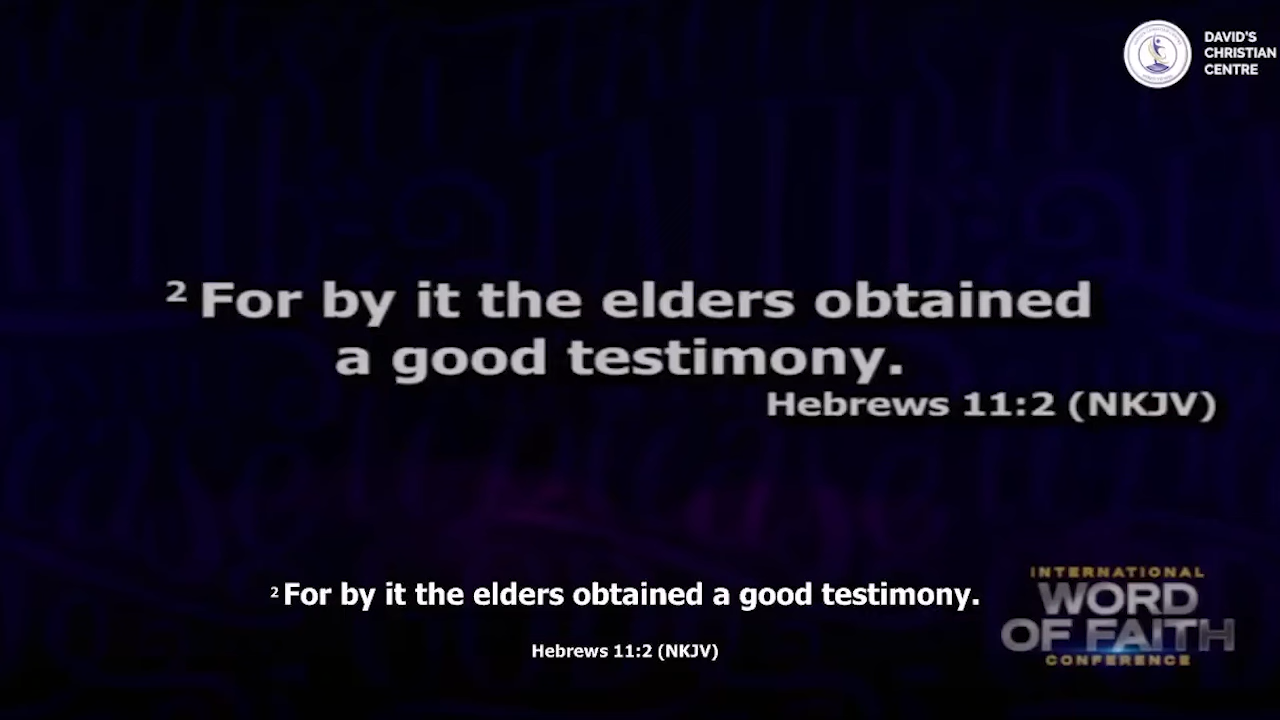 DAVID'S
CHRISTIAN
CENTRE
2 For by it the elders obtained
a good testimony.
Hebrews 11:2 (NKJV)
2 For by it the elders obtained a good testimony.
Hebrews 11:2 (NKJV)
INTERNATIONAL
WORD
OF FAITH
CONFERENCE